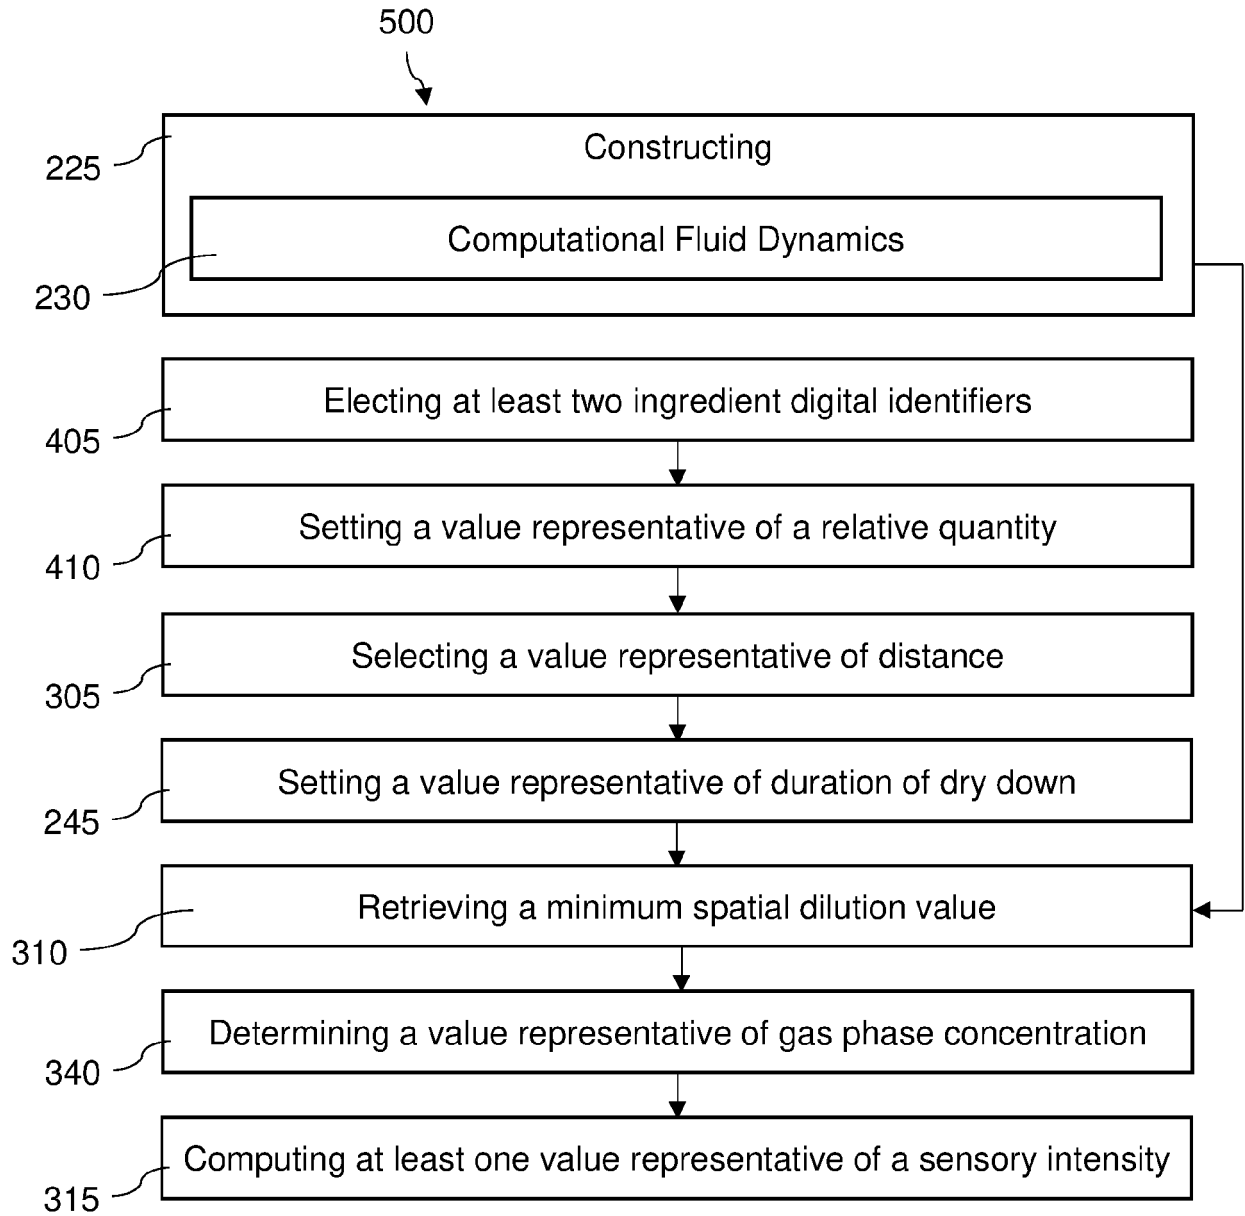 500
225
Constructing
230
Computational Fluid Dynamics
405
Electing at least two ingredient digital identifiers
410
Setting a value representative of a relative quantity
305
Selecting a value representative of distance
245
Setting a value representative of duration of dry down
310
Retrieving a minimum spatial dilution value
340
Determining a value representative of gas phase concentration
315
Computing at least one value representative of a sensory intensity